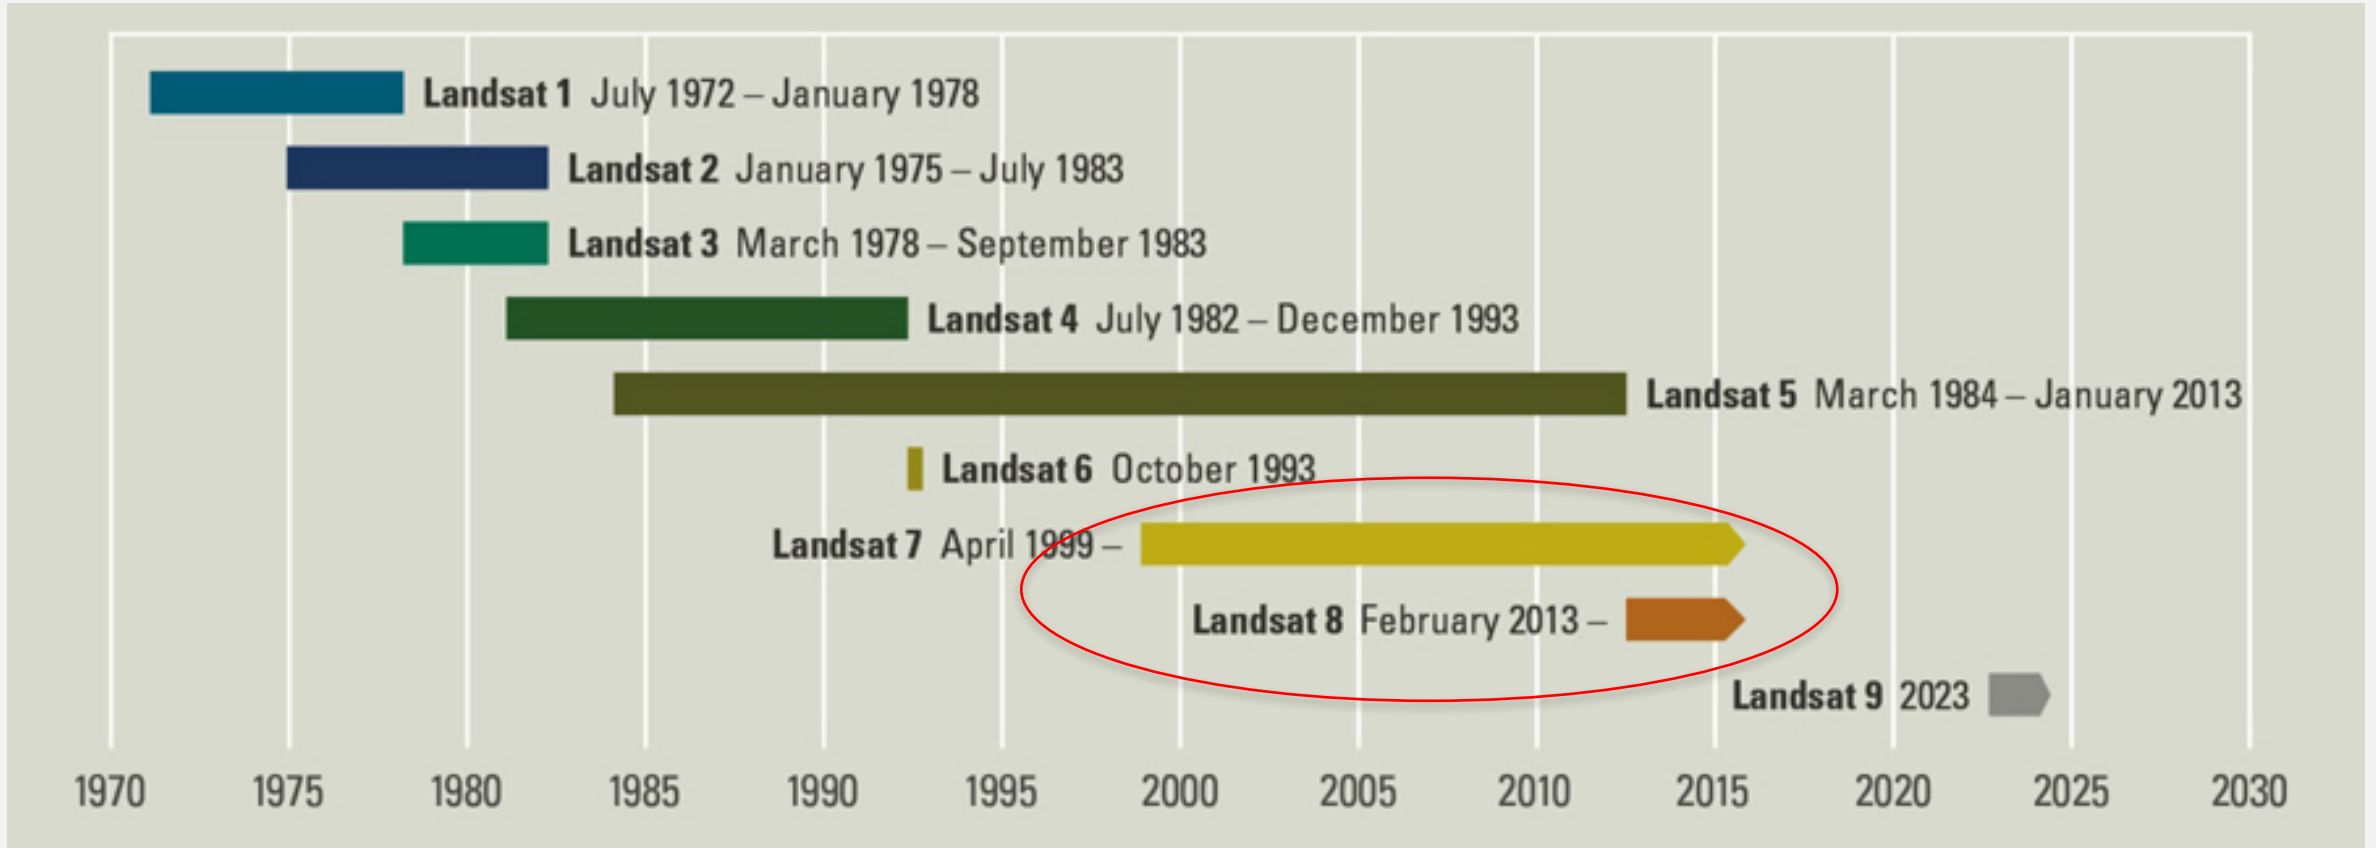 Landsat 1 July 1972 – January 1978
Landsat 2 January 1975 – July 1983
Landsat 3 March 1978 – September 1983
Landsat 4 July 1982 – December 1993
Landsat 5 March 1984 – January 2013
Landsat 6 October 1993
Landsat 7 April 1999 –
Landsat 8 February 2013 –
Landsat 9 2023
1970 1975 1980 1985 1990 1995 2000 2005 2010 2015 2020 2025 2030